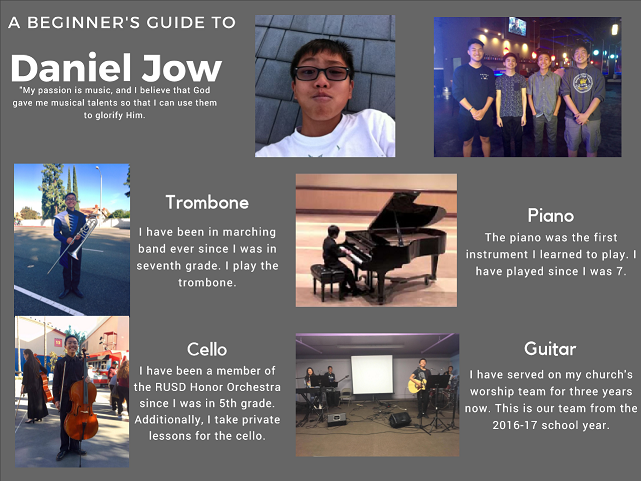 A BEGINNER'S GUIDE TO
Daniel Jow
"My passion is music, and I believe that God
gave me musical talents so that I can use them
to glorify Him.
Trombone
I have been in marching
band ever since I was in
seventh grade. I play the
trombone.
Piano
The piano was the first
instrument I learned to play. I
have played since I was 7.
Cello
I have been a member of
the RUSD Honor Orchestra
since I was in 5th grade.
Additionally, I take private
lessons for the cello.
Guitar
I have served on my church's
worship team for three years
now. This is our team from the
2016-17 school year.